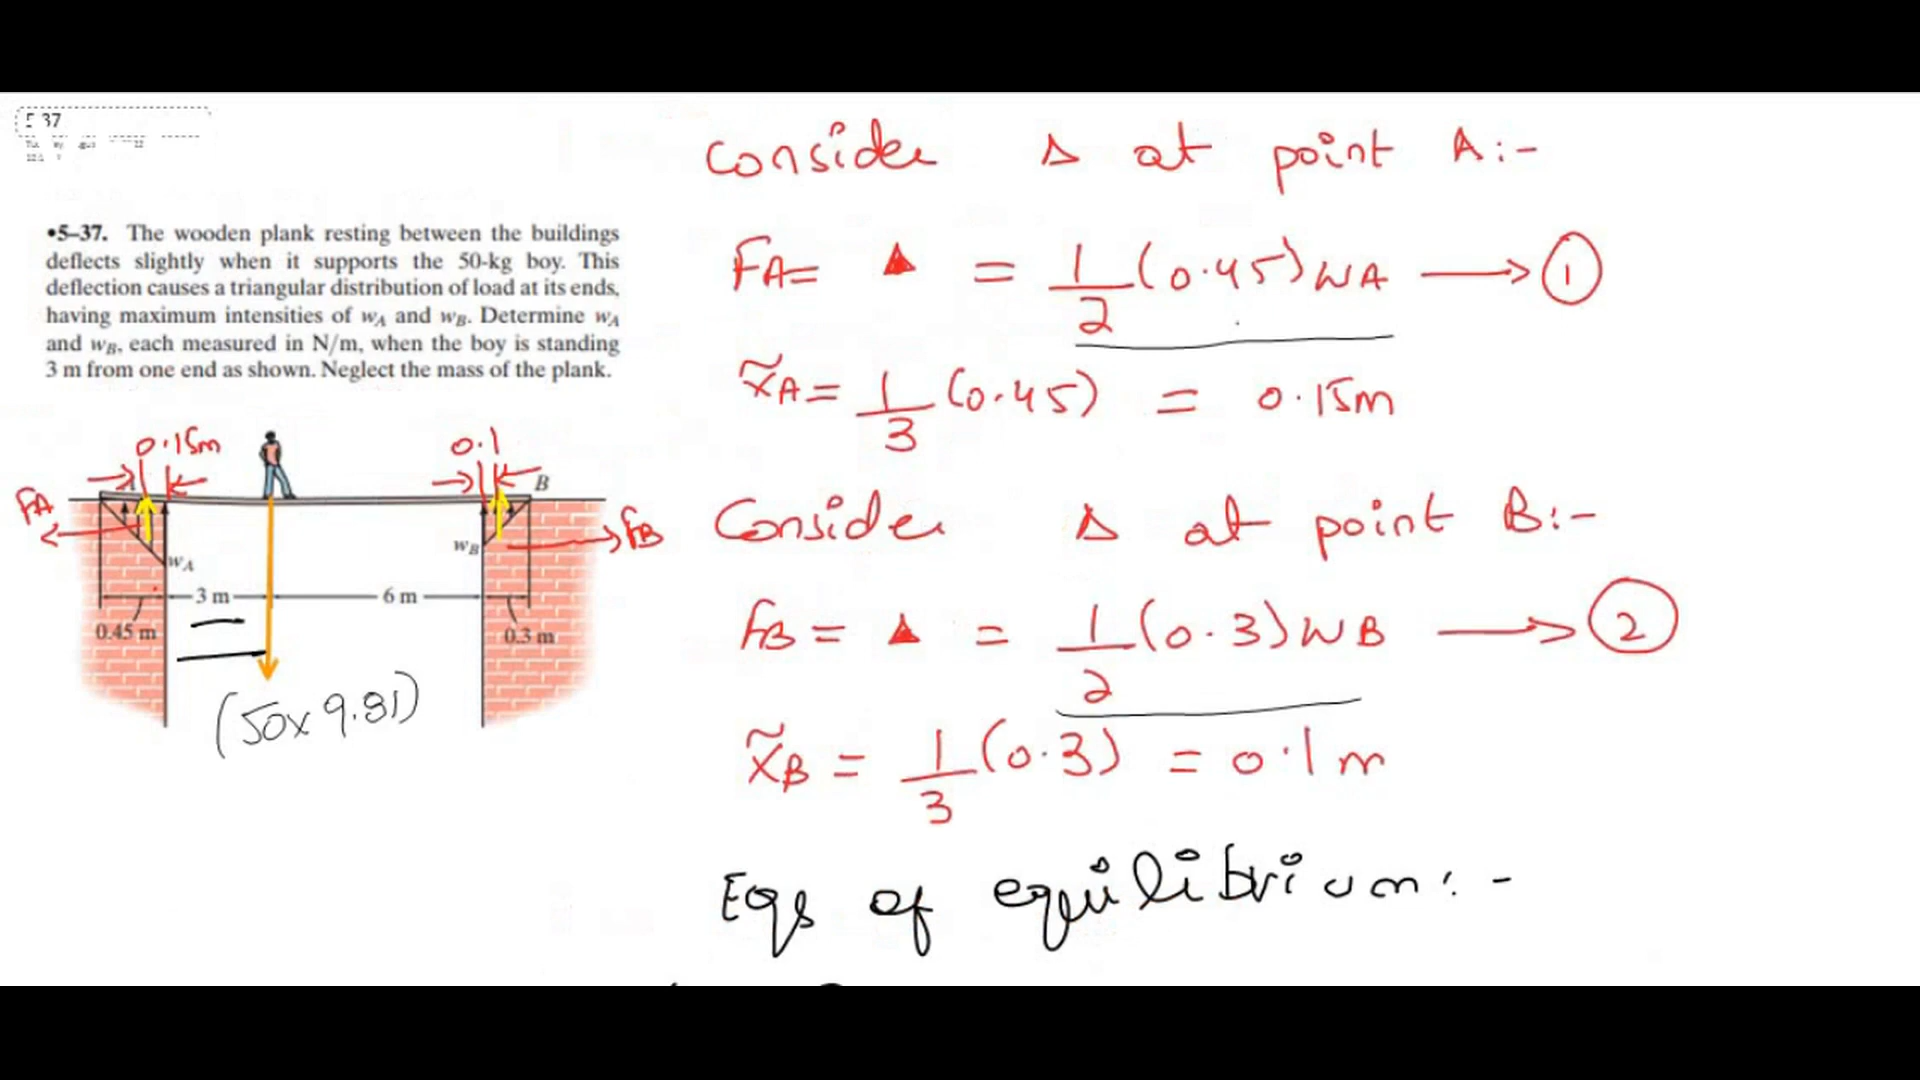 37
•5–37. The wooden plank resting between the buildings
deflects slightly when it supports the 50-kg boy. This
deflection causes a triangular distribution of load at its ends,
having maximum intensities of wA and wB. Determine wA
and wB, each measured in N/m, when the boy is standing
3 m from one end as shown. Neglect the mass of the plank.
0.15m
0.1
B
FA
FB
wA
wB
3 m
6 m
0.45 m
0.3 m
(50x9.81)
Consider Δ at point A:-
FA= ▲ = 1/2 (0.45)WA → ①
x̃A= 1/3 (0.45) = 0.15m
Consider Δ at point B:-
FB = ▲ = 1/2 (0.3)WB → ②
x̃B = 1/3 (0.3) = 0.1m
Eqs of equilibrium:-